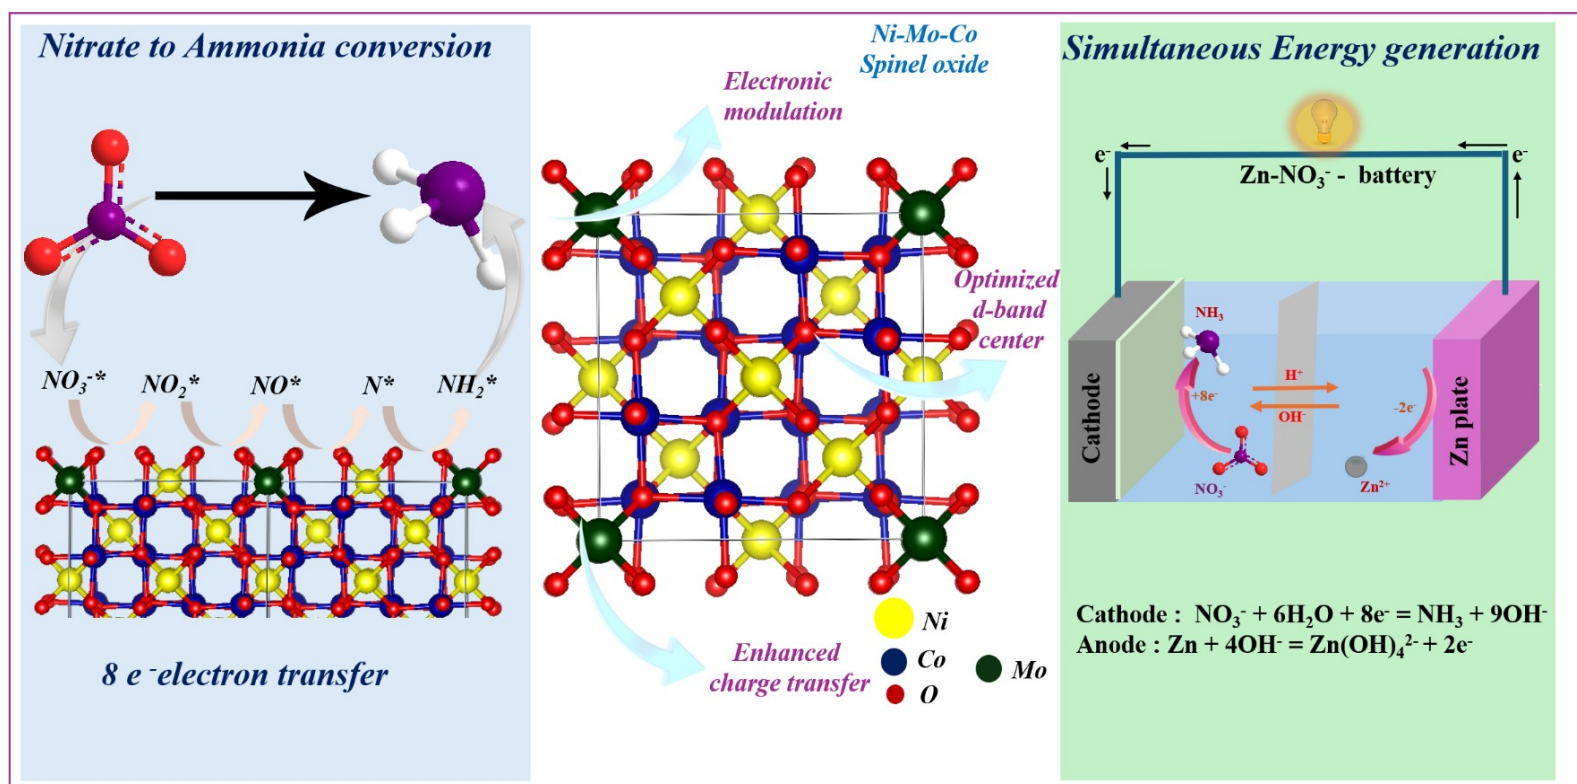 Nitrate to Ammonia conversion
NO₃⁻* NO₂* NO* N* NH₂*
8 e⁻electron transfer
Ni-Mo-Co
Spinel oxide
Electronic
modulation
Optimized
d-band
center
Enhanced
charge transfer
Ni
Co
O
Mo
Simultaneous Energy generation
e⁻
e⁻
Zn-NO₃⁻ - battery
Cathode
NH₃
+8e⁻
NO₃⁻
H⁺
OH⁻
-2e⁻
Zn²⁺
Zn plate
Cathode : NO₃⁻ + 6H₂O + 8e⁻ = NH₃ + 9OH⁻
Anode : Zn + 4OH⁻ = Zn(OH)₄²⁻ + 2e⁻